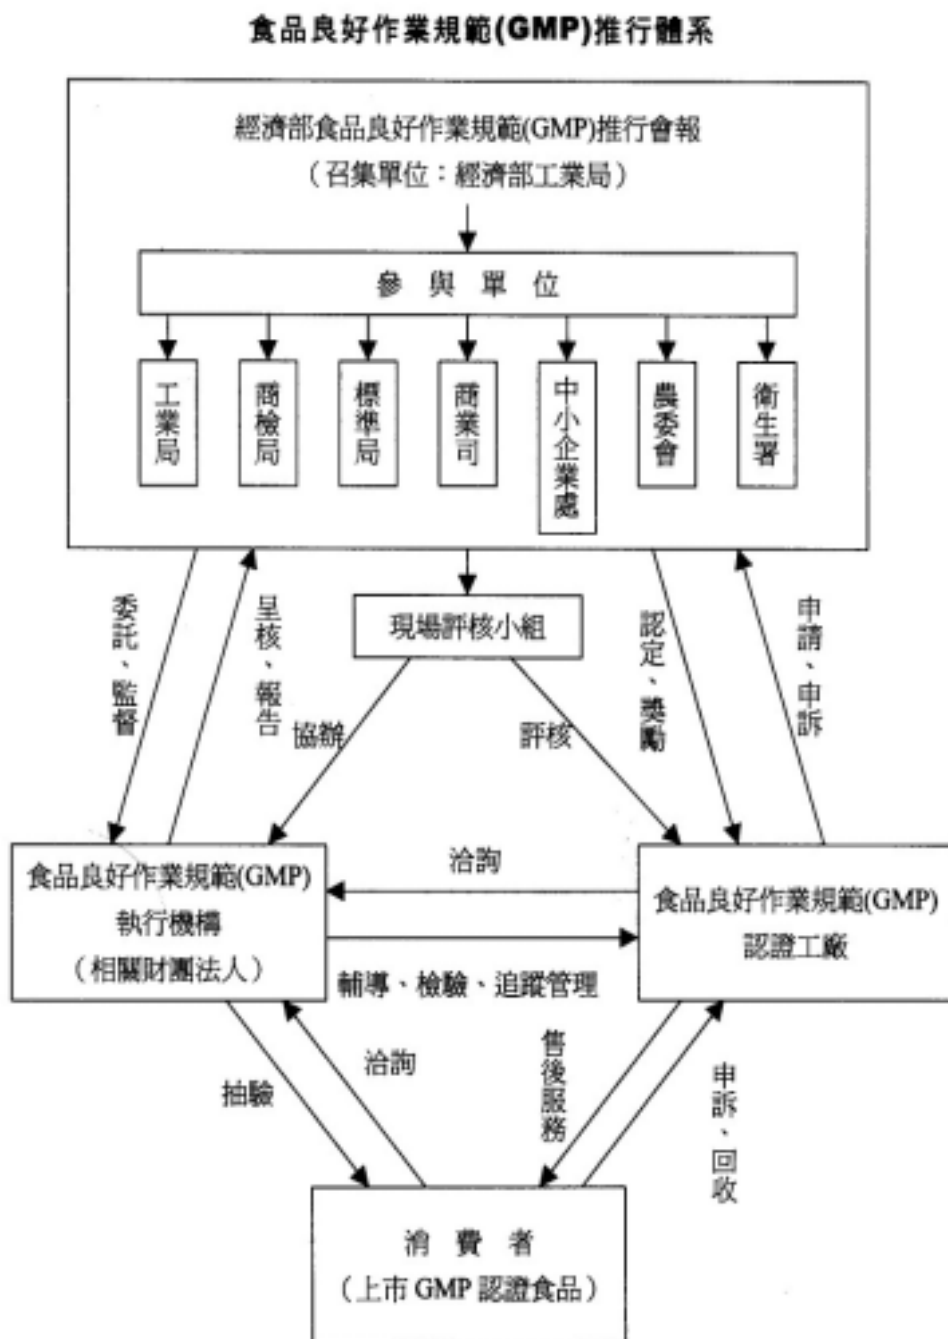 食品良好作業規範(GMP)推行體系
經濟部食品良好作業規範(GMP)推行會報
（召集單位：經濟部工業局）
參與單位
工業局
商檢局
標準局
商業司
中小企業處
農委會
衛生署
委託、監督
呈核、報告
現場評核小組
認定、獎勵
申請、申訴
協辦
評核
食品良好作業規範(GMP)
執行機構
（相關財團法人）
洽詢
輔導、檢驗、追蹤管理
食品良好作業規範(GMP)
認證工廠
抽驗
洽詢
售後服務
申訴、回收
消費者
（上市 GMP 認證食品）